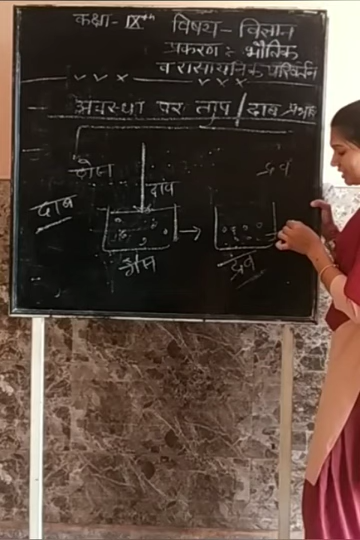 कक्षा- IXth विषय- विज्ञान
प्रकरण : भौतिक
व रासायनिक परिवर्तन
अवस्था पर ताप / दाब प्रभाव
दाब
दाब
गैस
द्रव